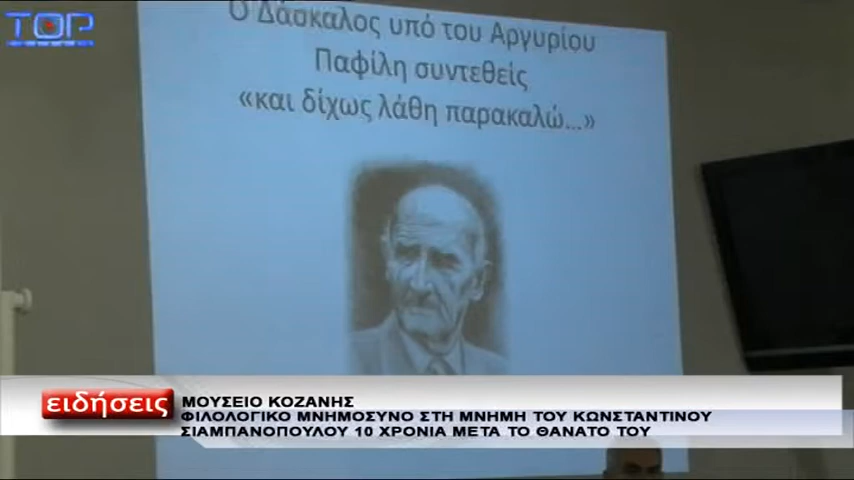 TOP
Ο Δάσκαλος υπό του Αργυρίου
Παφίλη συντεθείς
«και δίχως λάθη παρακαλώ...»
ειδήσεις
ΜΟΥΣΕΙΟ ΚΟΖΑΝΗΣ
ΦΙΛΟΛΟΓΙΚΟ ΜΝΗΜΟΣΥΝΟ ΣΤΗ ΜΝΗΜΗ ΤΟΥ ΚΩΝΣΤΑΝΤΙΝΟΥ
ΣΙΑΜΠΑΝΟΠΟΥΛΟΥ 10 ΧΡΟΝΙΑ ΜΕΤΑ ΤΟ ΘΑΝΑΤΟ ΤΟΥ